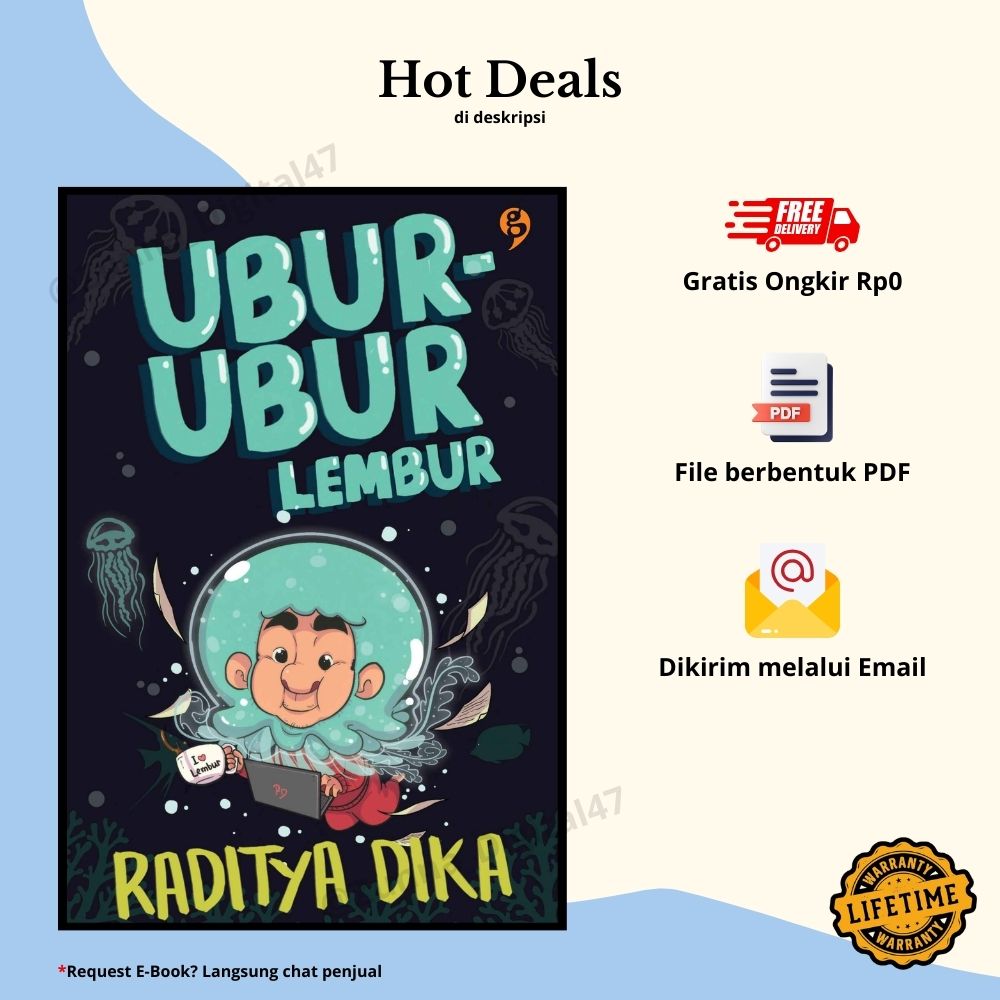 Hot Deals
di deskripsi
g
UBUR-
UBUR
LEMBUR
I ♥
Lembur
RADITYA DIKA
FREE
DELIVERY
Gratis Ongkir Rp0
PDF
File berbentuk PDF
@
Dikirim melalui Email
WARRANTY
LIFETIME
WARRANTY
*Request E-Book? Langsung chat penjual